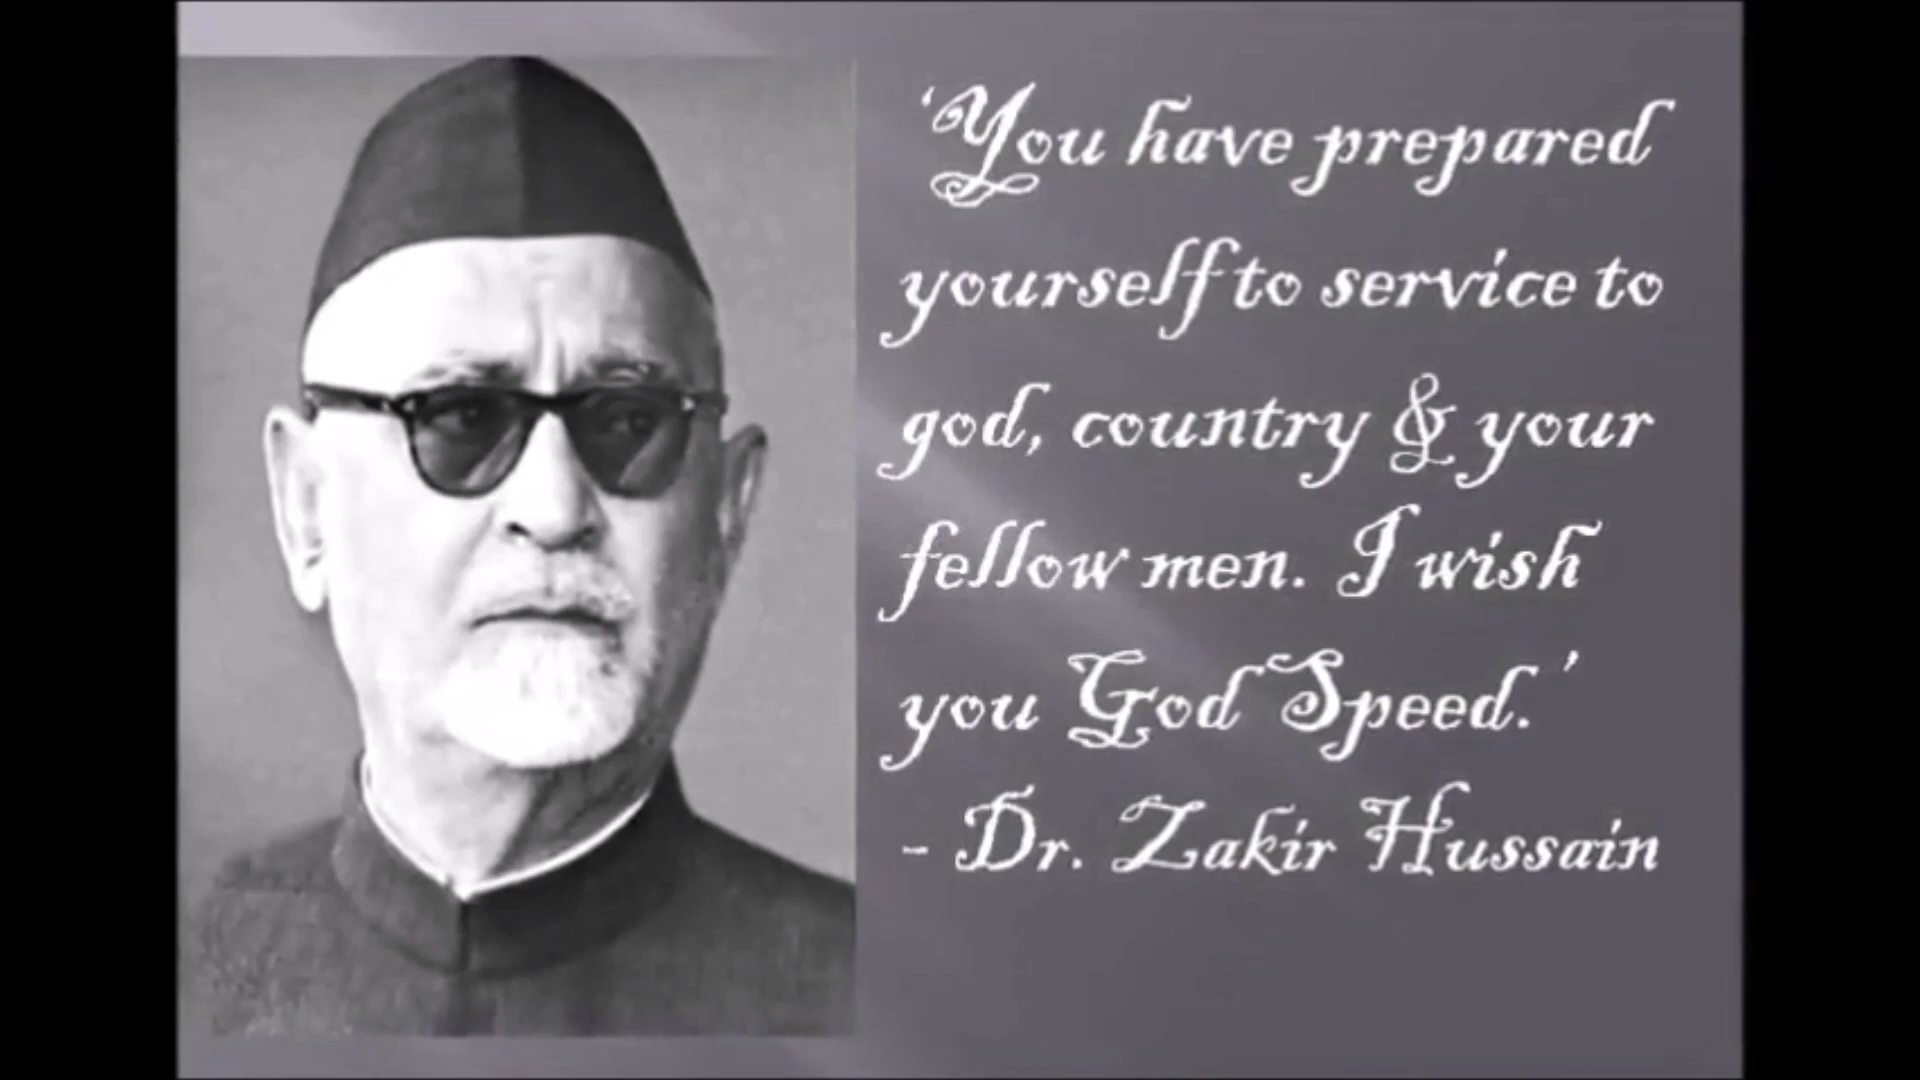 ‘You have prepared
yourself to service to
god, country & your
fellow men. I wish
you God Speed.’
- Dr. Zakir Hussain